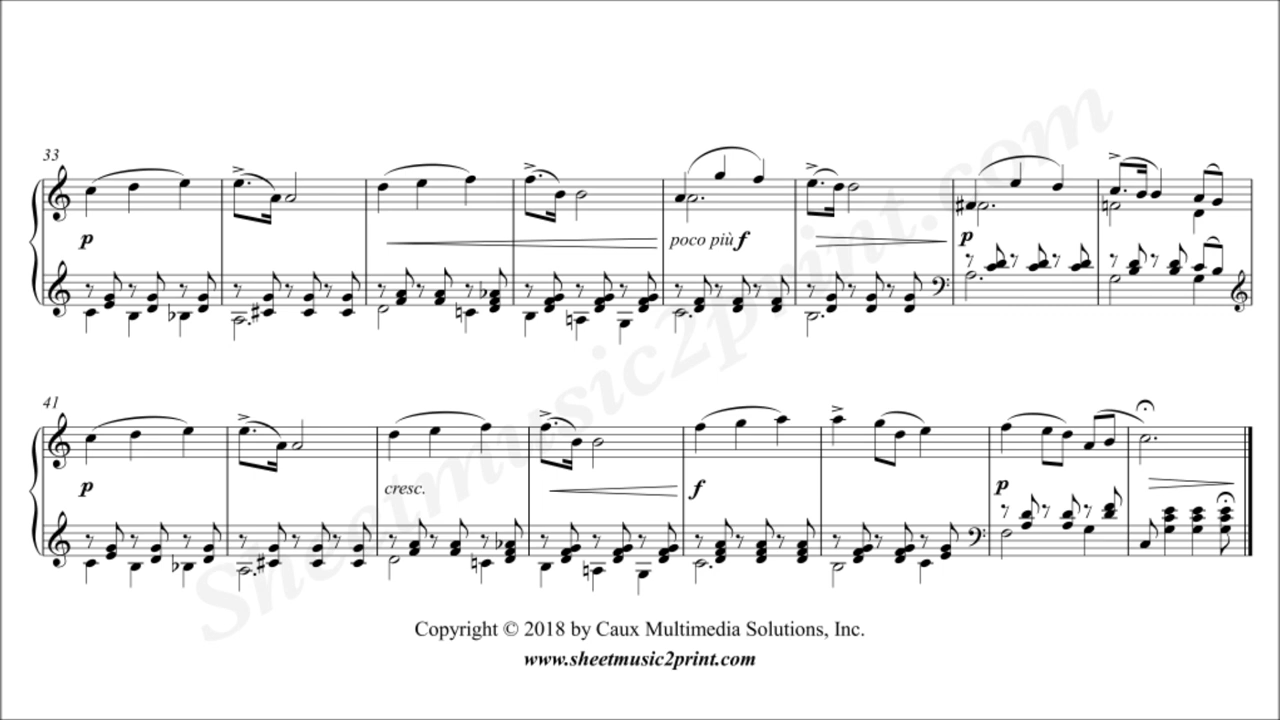 33
p
poco più f
p
41
p
cresc.
f
p
Sheetmusic2print.com
Copyright © 2018 by Caux Multimedia Solutions, Inc.
www.sheetmusic2print.com